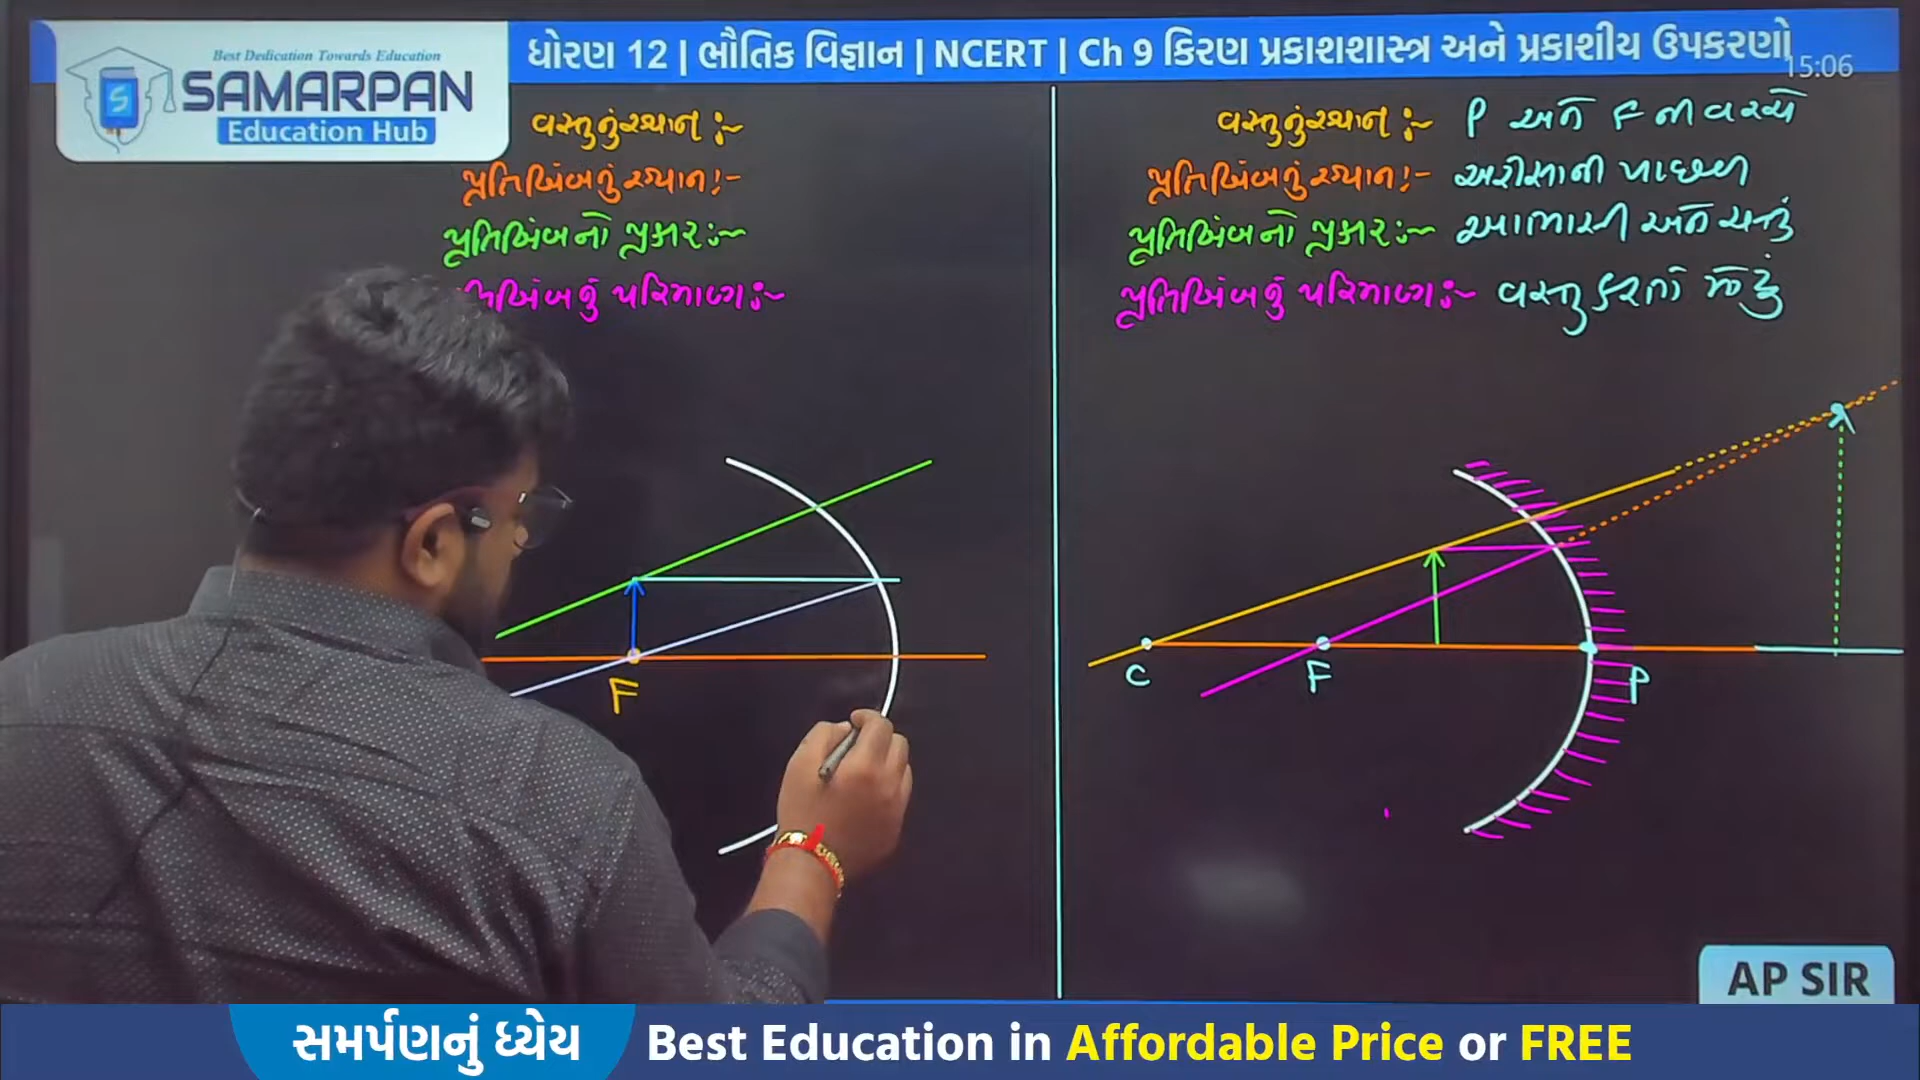 Best Dedication Towards Education
SAMARPAN
Education Hub
ધોરણ 12 | ભૌતિક વિજ્ઞાન | NCERT | Ch 9 કિરણ પ્રકાશશાસ્ત્ર અને પ્રકાશીય ઉપકરણો
15:06
વસ્તુનું સ્થાન :-
પ્રતિબિંબનું સ્થાન :-
પ્રતિબિંબનો પ્રકાર :-
પ્રતિબિંબનું પરિમાણ :-
F
વસ્તુનું સ્થાન :- P અને F ની વચ્ચે
પ્રતિબિંબનું સ્થાન :- અરીસાની પાછળ
પ્રતિબિંબનો પ્રકાર :- આભાસી અને ચત્તું
પ્રતિબિંબનું પરિમાણ :- વસ્તુ કરતાં મોટું
C F P
AP SIR
સમર્પણનું ધ્યેય
Best Education in Affordable Price or FREE